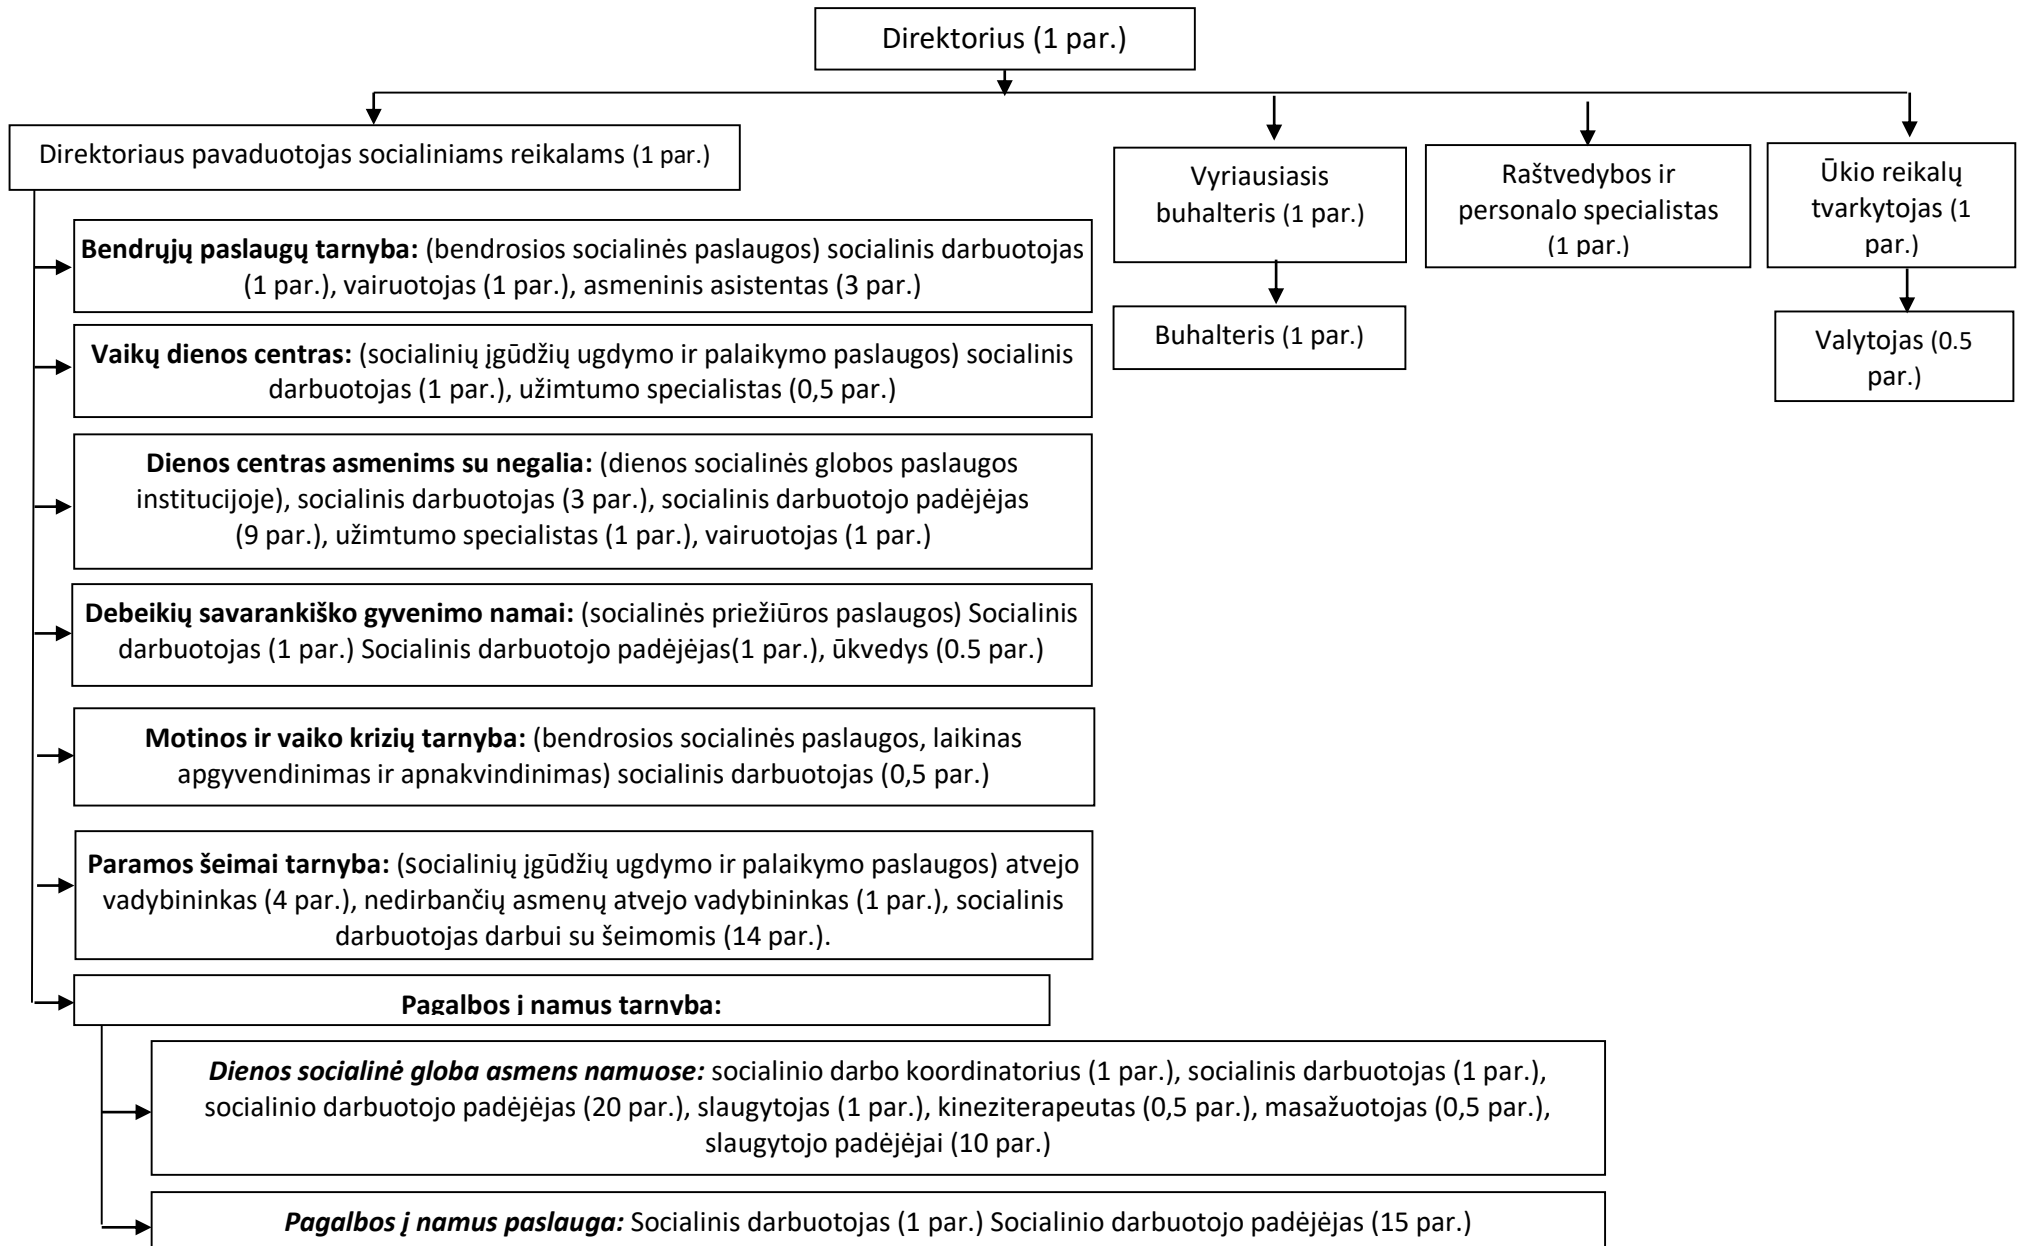 Direktorius (1 par.)
Direktoriaus pavaduotojas socialiniams reikalams (1 par.)
Vyriausiasis
buhalteris (1 par.)
Raštvedybos ir
personalo specialistas
(1 par.)
Ūkio reikalų
tvarkytojas (1
par.)
Buhalteris (1 par.)
Valytojas (0.5
par.)
Bendrųjų paslaugų tarnyba: (bendrosios socialinės paslaugos) socialinis darbuotojas
(1 par.), vairuotojas (1 par.), asmeninis asistentas (3 par.)
Vaikų dienos centras: (socialinių įgūdžių ugdymo ir palaikymo paslaugos) socialinis
darbuotojas (1 par.), užimtumo specialistas (0,5 par.)
Dienos centras asmenims su negalia: (dienos socialinės globos paslaugos
institucijoje), socialinis darbuotojas (3 par.), socialinis darbuotojo padėjėjas
(9 par.), užimtumo specialistas (1 par.), vairuotojas (1 par.)
Debeikių savarankiško gyvenimo namai: (socialinės priežiūros paslaugos) Socialinis
darbuotojas (1 par.) Socialinis darbuotojo padėjėjas(1 par.), ūkvedys (0.5 par.)
Motinos ir vaiko krizių tarnyba: (bendrosios socialinės paslaugos, laikinas
apgyvendinimas ir apnakvindinimas) socialinis darbuotojas (0,5 par.)
Paramos šeimai tarnyba: (socialinių įgūdžių ugdymo ir palaikymo paslaugos) atvejo
vadybininkas (4 par.), nedirbančių asmenų atvejo vadybininkas (1 par.), socialinis
darbuotojas darbui su šeimomis (14 par.).
Pagalbos į namus tarnyba:
Dienos socialinė globa asmens namuose: socialinio darbo koordinatorius (1 par.), socialinis darbuotojas (1 par.),
socialinio darbuotojo padėjėjas (20 par.), slaugytojas (1 par.), kineziterapeutas (0,5 par.), masažuotojas (0,5 par.),
slaugytojo padėjėjai (10 par.)
Pagalbos į namus paslauga: Socialinis darbuotojas (1 par.) Socialinio darbuotojo padėjėjas (15 par.)